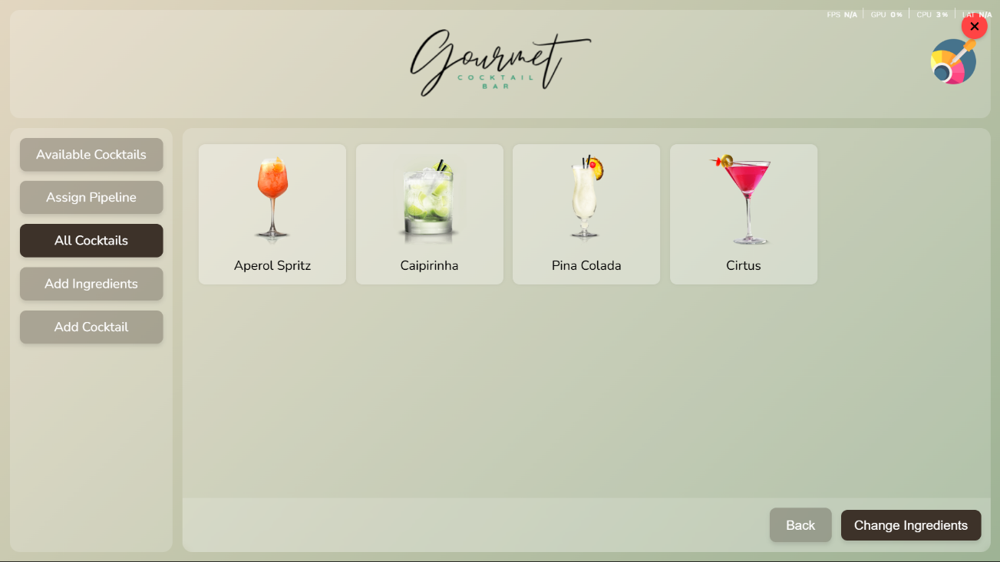 FPS N/A GPU 0% CPU 3% LAT N/A
Gourmet
COCKTAIL
BAR
Available Cocktails
Assign Pipeline
All Cocktails
Add Ingredients
Add Cocktail
Aperol Spritz
Caipirinha
Pina Colada
Cirtus
Back
Change Ingredients